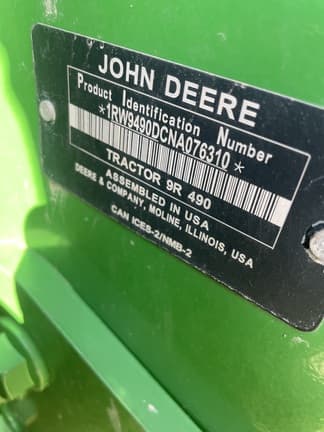 JOHN DEERE
Product Identification Number
*1RW9490DCNA076310*
TRACTOR 9R 490
ASSEMBLED IN USA
DEERE & COMPANY, MOLINE, ILLINOIS, USA
CAN ICES-2/NMB-2